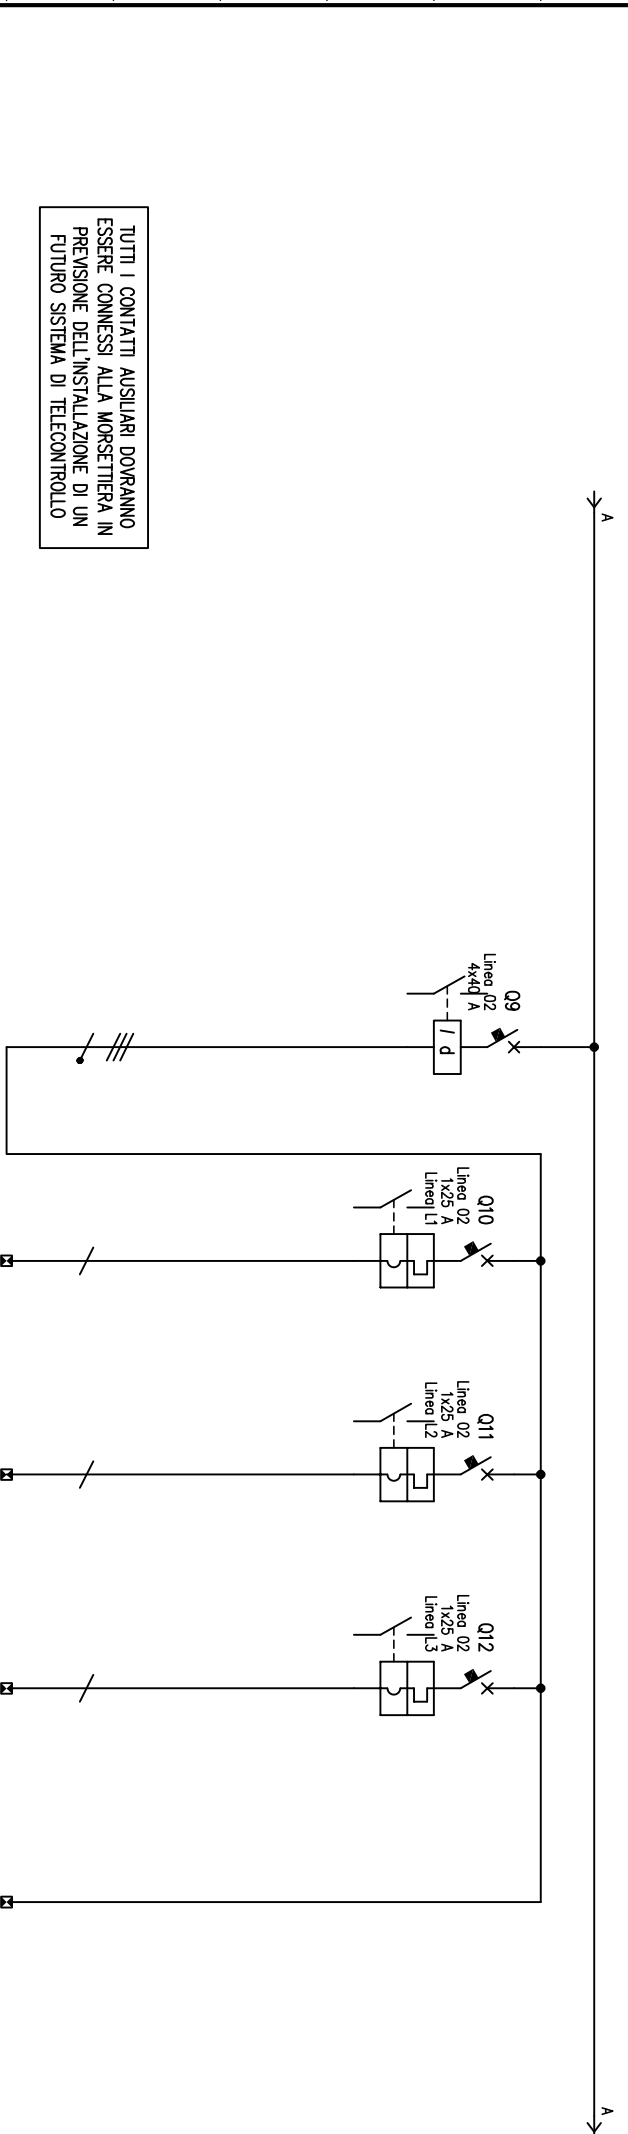 TUTTI I CONTATTI AUSILIARI DOVRANNO
ESSERE CONNESSI ALLA MORSETTIERA IN
PREVISIONE DELL'INSTALLAZIONE DI UN
FUTURO SISTEMA DI TELECONTROLLO
A
Q9
Linea 02
4x40 A
I d
Q10
Linea 02
1x25 A
Linea L1
Q11
Linea 02
1x25 A
Linea L2
Q12
Linea 02
1x25 A
Linea L3
A